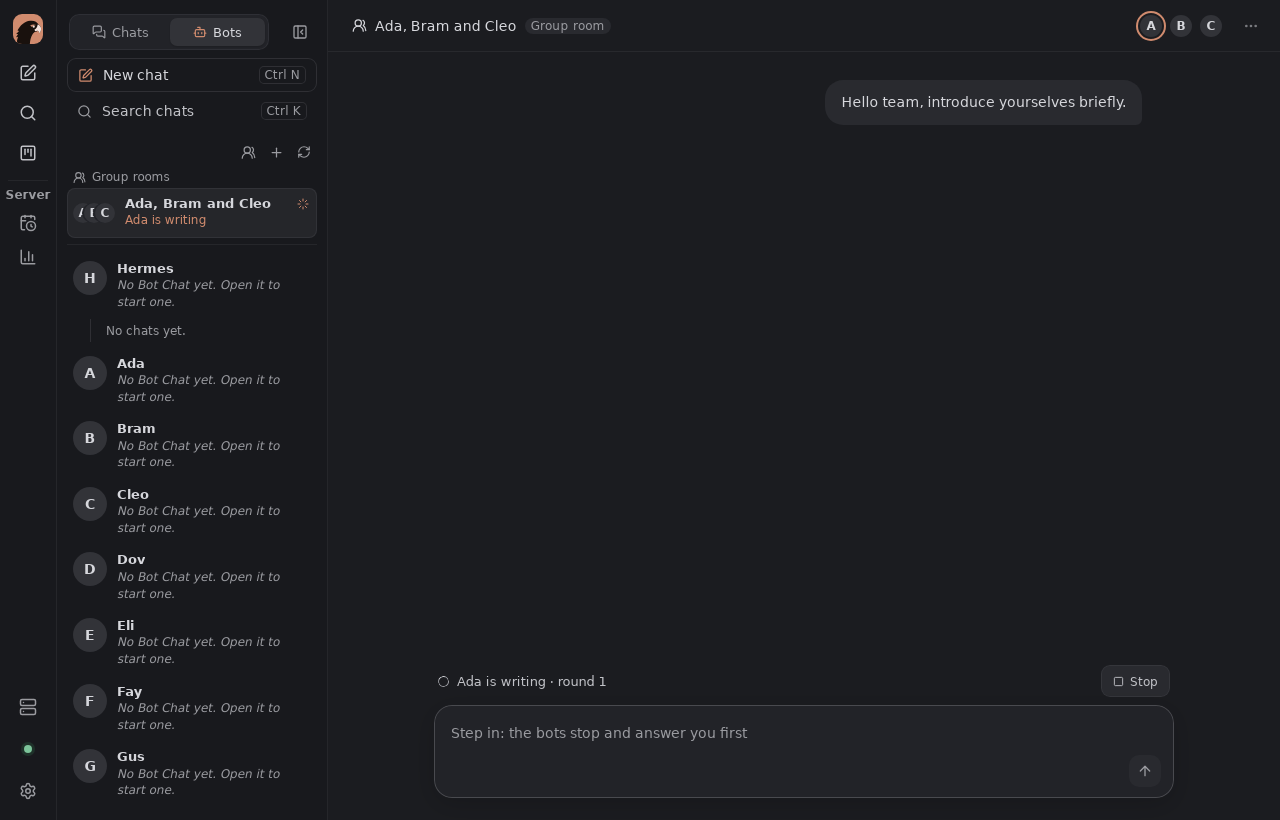 Chats
Bots
New chat
Ctrl N
Search chats
Ctrl K
Server
Group rooms
C
Ada, Bram and Cleo
Ada is writing
H
Hermes
No Bot Chat yet. Open it to
start one.
No chats yet.
A
Ada
No Bot Chat yet. Open it to
start one.
B
Bram
No Bot Chat yet. Open it to
start one.
C
Cleo
No Bot Chat yet. Open it to
start one.
D
Dov
No Bot Chat yet. Open it to
start one.
E
Eli
No Bot Chat yet. Open it to
start one.
F
Fay
No Bot Chat yet. Open it to
start one.
G
Gus
No Bot Chat yet. Open it to
start one.
Ada, Bram and Cleo
Group room
A
B
C
Hello team, introduce yourselves briefly.
Ada is writing · round 1
Stop
Step in: the bots stop and answer you first